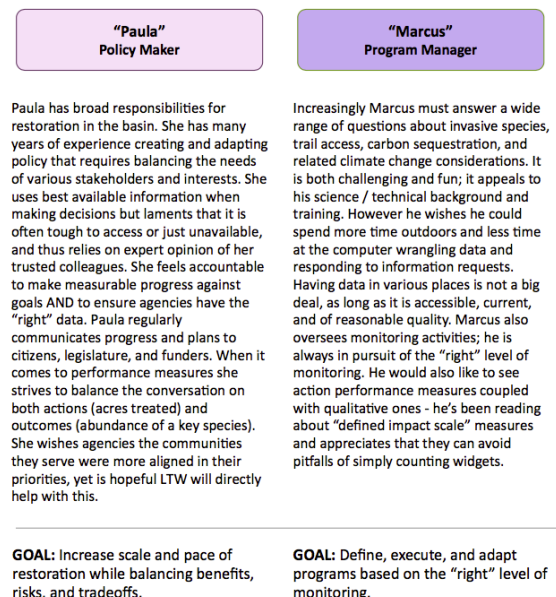 “Paula”
Policy Maker
Paula has broad responsibilities for
restoration in the basin. She has many
years of experience creating and adapting
policy that requires balancing the needs
of various stakeholders and interests. She
uses best available information when
making decisions but laments that it is
often tough to access or just unavailable,
and thus relies on expert opinion of her
trusted colleagues. She feels accountable
to make measurable progress against
goals AND to ensure agencies have the
“right” data. Paula regularly
communicates progress and plans to
citizens, legislature, and funders. When it
comes to performance measures she
strives to balance the conversation on
both actions (acres treated) and
outcomes (abundance of a key species).
She wishes agencies the communities
they serve were more aligned in their
priorities, yet is hopeful LTW will directly
help with this.
GOAL: Increase scale and pace of
restoration while balancing benefits,
risks, and tradeoffs.
“Marcus”
Program Manager
Increasingly Marcus must answer a wide
range of questions about invasive species,
trail access, carbon sequestration, and
related climate change considerations. It
is both challenging and fun; it appeals to
his science / technical background and
training. However he wishes he could
spend more time outdoors and less time
at the computer wrangling data and
responding to information requests.
Having data in various places is not a big
deal, as long as it is accessible, current,
and of reasonable quality. Marcus also
oversees monitoring activities; he is
always in pursuit of the “right” level of
monitoring. He would also like to see
action performance measures coupled
with qualitative ones - he’s been reading
about “defined impact scale” measures
and appreciates that they can avoid
pitfalls of simply counting widgets.
GOAL: Define, execute, and adapt
programs based on the “right” level of
monitoring.